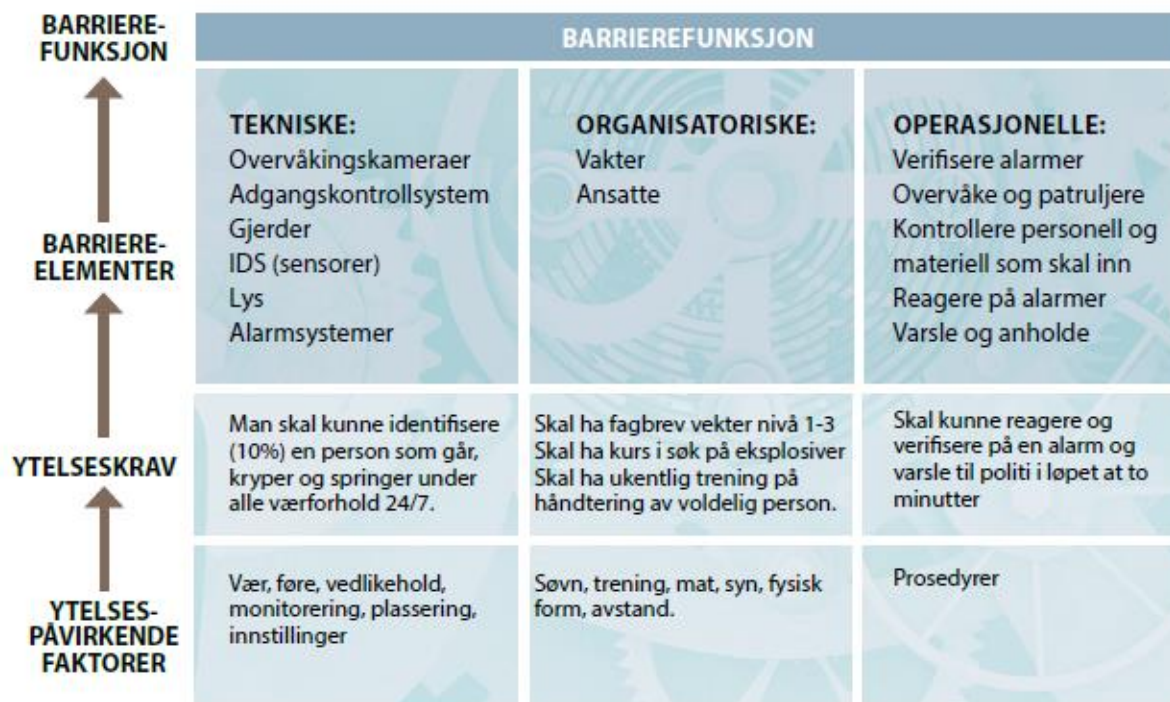 BARRIERE-
FUNKSJON
BARRIEREFUNKSJON
BARRIERE-
ELEMENTER
TEKNISKE:
Overvåkingskameraer
Adgangskontrollsystem
Gjerder
IDS (sensorer)
Lys
Alarmsystemer
ORGANISATORISKE:
Vakter
Ansatte
OPERASJONELLE:
Verifisere alarmer
Overvåke og patruljere
Kontrollere personell og
materiell som skal inn
Reagere på alarmer
Varsle og anholde
YTELSESKRAV
Man skal kunne identifisere
(10%) en person som går,
kryper og springer under
alle værforhold 24/7.
Skal ha fagbrev vekter nivå 1-3
Skal ha kurs i søk på eksplosiver
Skal ha ukentlig trening på
håndtering av voldelig person.
Skal kunne reagere og
verifisere på en alarm og
varsle til politi i løpet at to
minutter
YTELSES-
PÅVIRKENDE
FAKTORER
Vær, føre, vedlikehold,
monitorering, plassering,
innstillinger
Søvn, trening, mat, syn, fysisk
form, avstand.
Prosedyrer